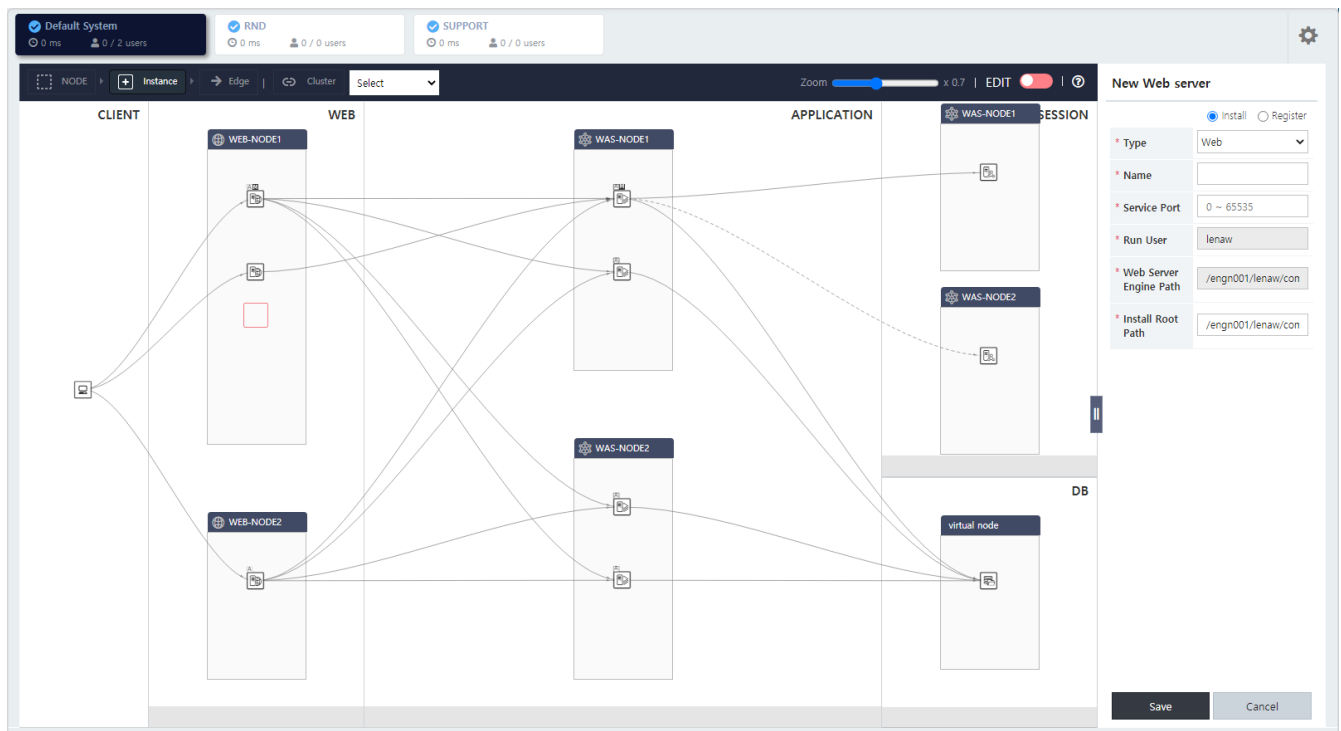 Default System
0 ms 0 / 2 users
RND
0 ms 0 / 0 users
SUPPORT
0 ms 0 / 0 users
NODE Instance Edge | Cluster Select Zoom x 0.7 | EDIT |
CLIENT
WEB
APPLICATION
SESSION
WEB-NODE1
WAS-NODE1
WAS-NODE1
WAS-NODE2
WAS-NODE2
WEB-NODE2
DB
virtual node
New Web server
Install Register
* Type Web
* Name
* Service Port 0 ~ 65535
* Run User lenaw
* Web Server
Engine Path /engn001/lenaw/con
* Install Root
Path /engn001/lenaw/con
Save Cancel